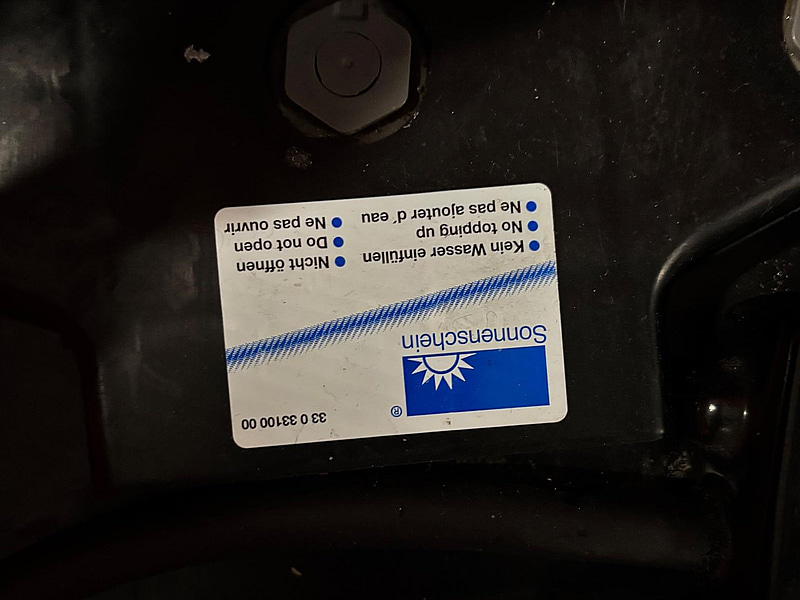 33 0 33100 00
®
Sonnenschein
● Kein Wasser einfüllen
● No topping up
● Ne pas ajouter d´eau
● Nicht öffnen
● Do not open
● Ne pas ouvrir